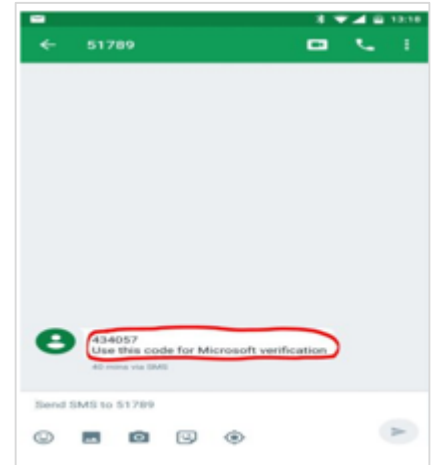 13:18
51789
434057
Use this code for Microsoft verification
40 mins via SMS
Send SMS to 51789